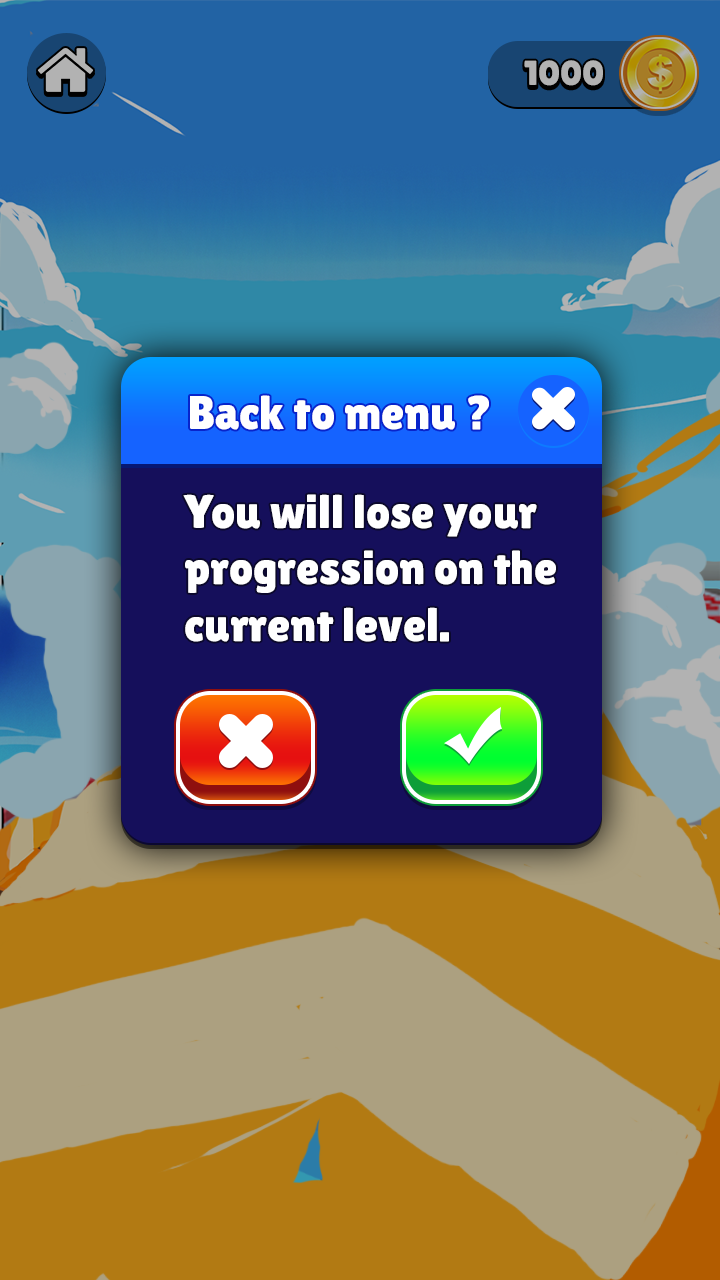 1000
Back to menu ?
You will lose your
progression on the
current level.